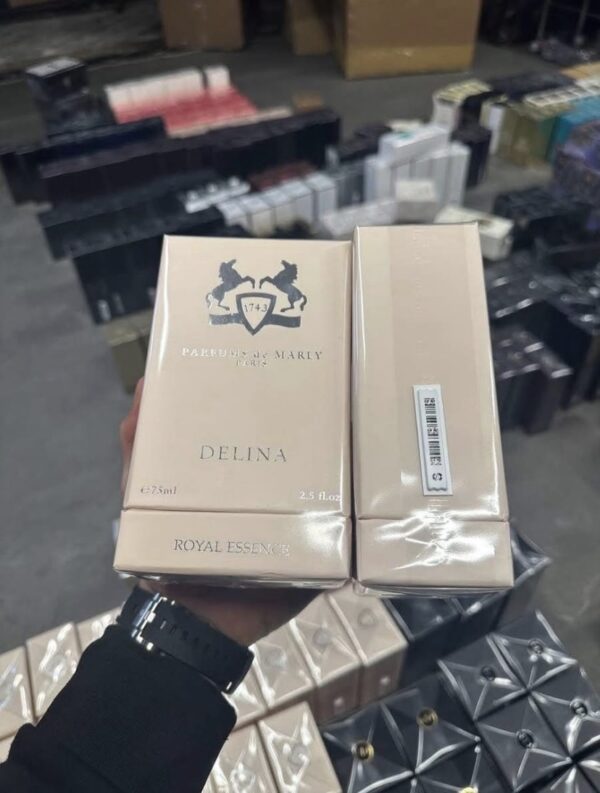 1743
PARFUMS de MARLY
PARIS
DELINA
e 75ml
2.5 fl.oz
ROYAL ESSENCE